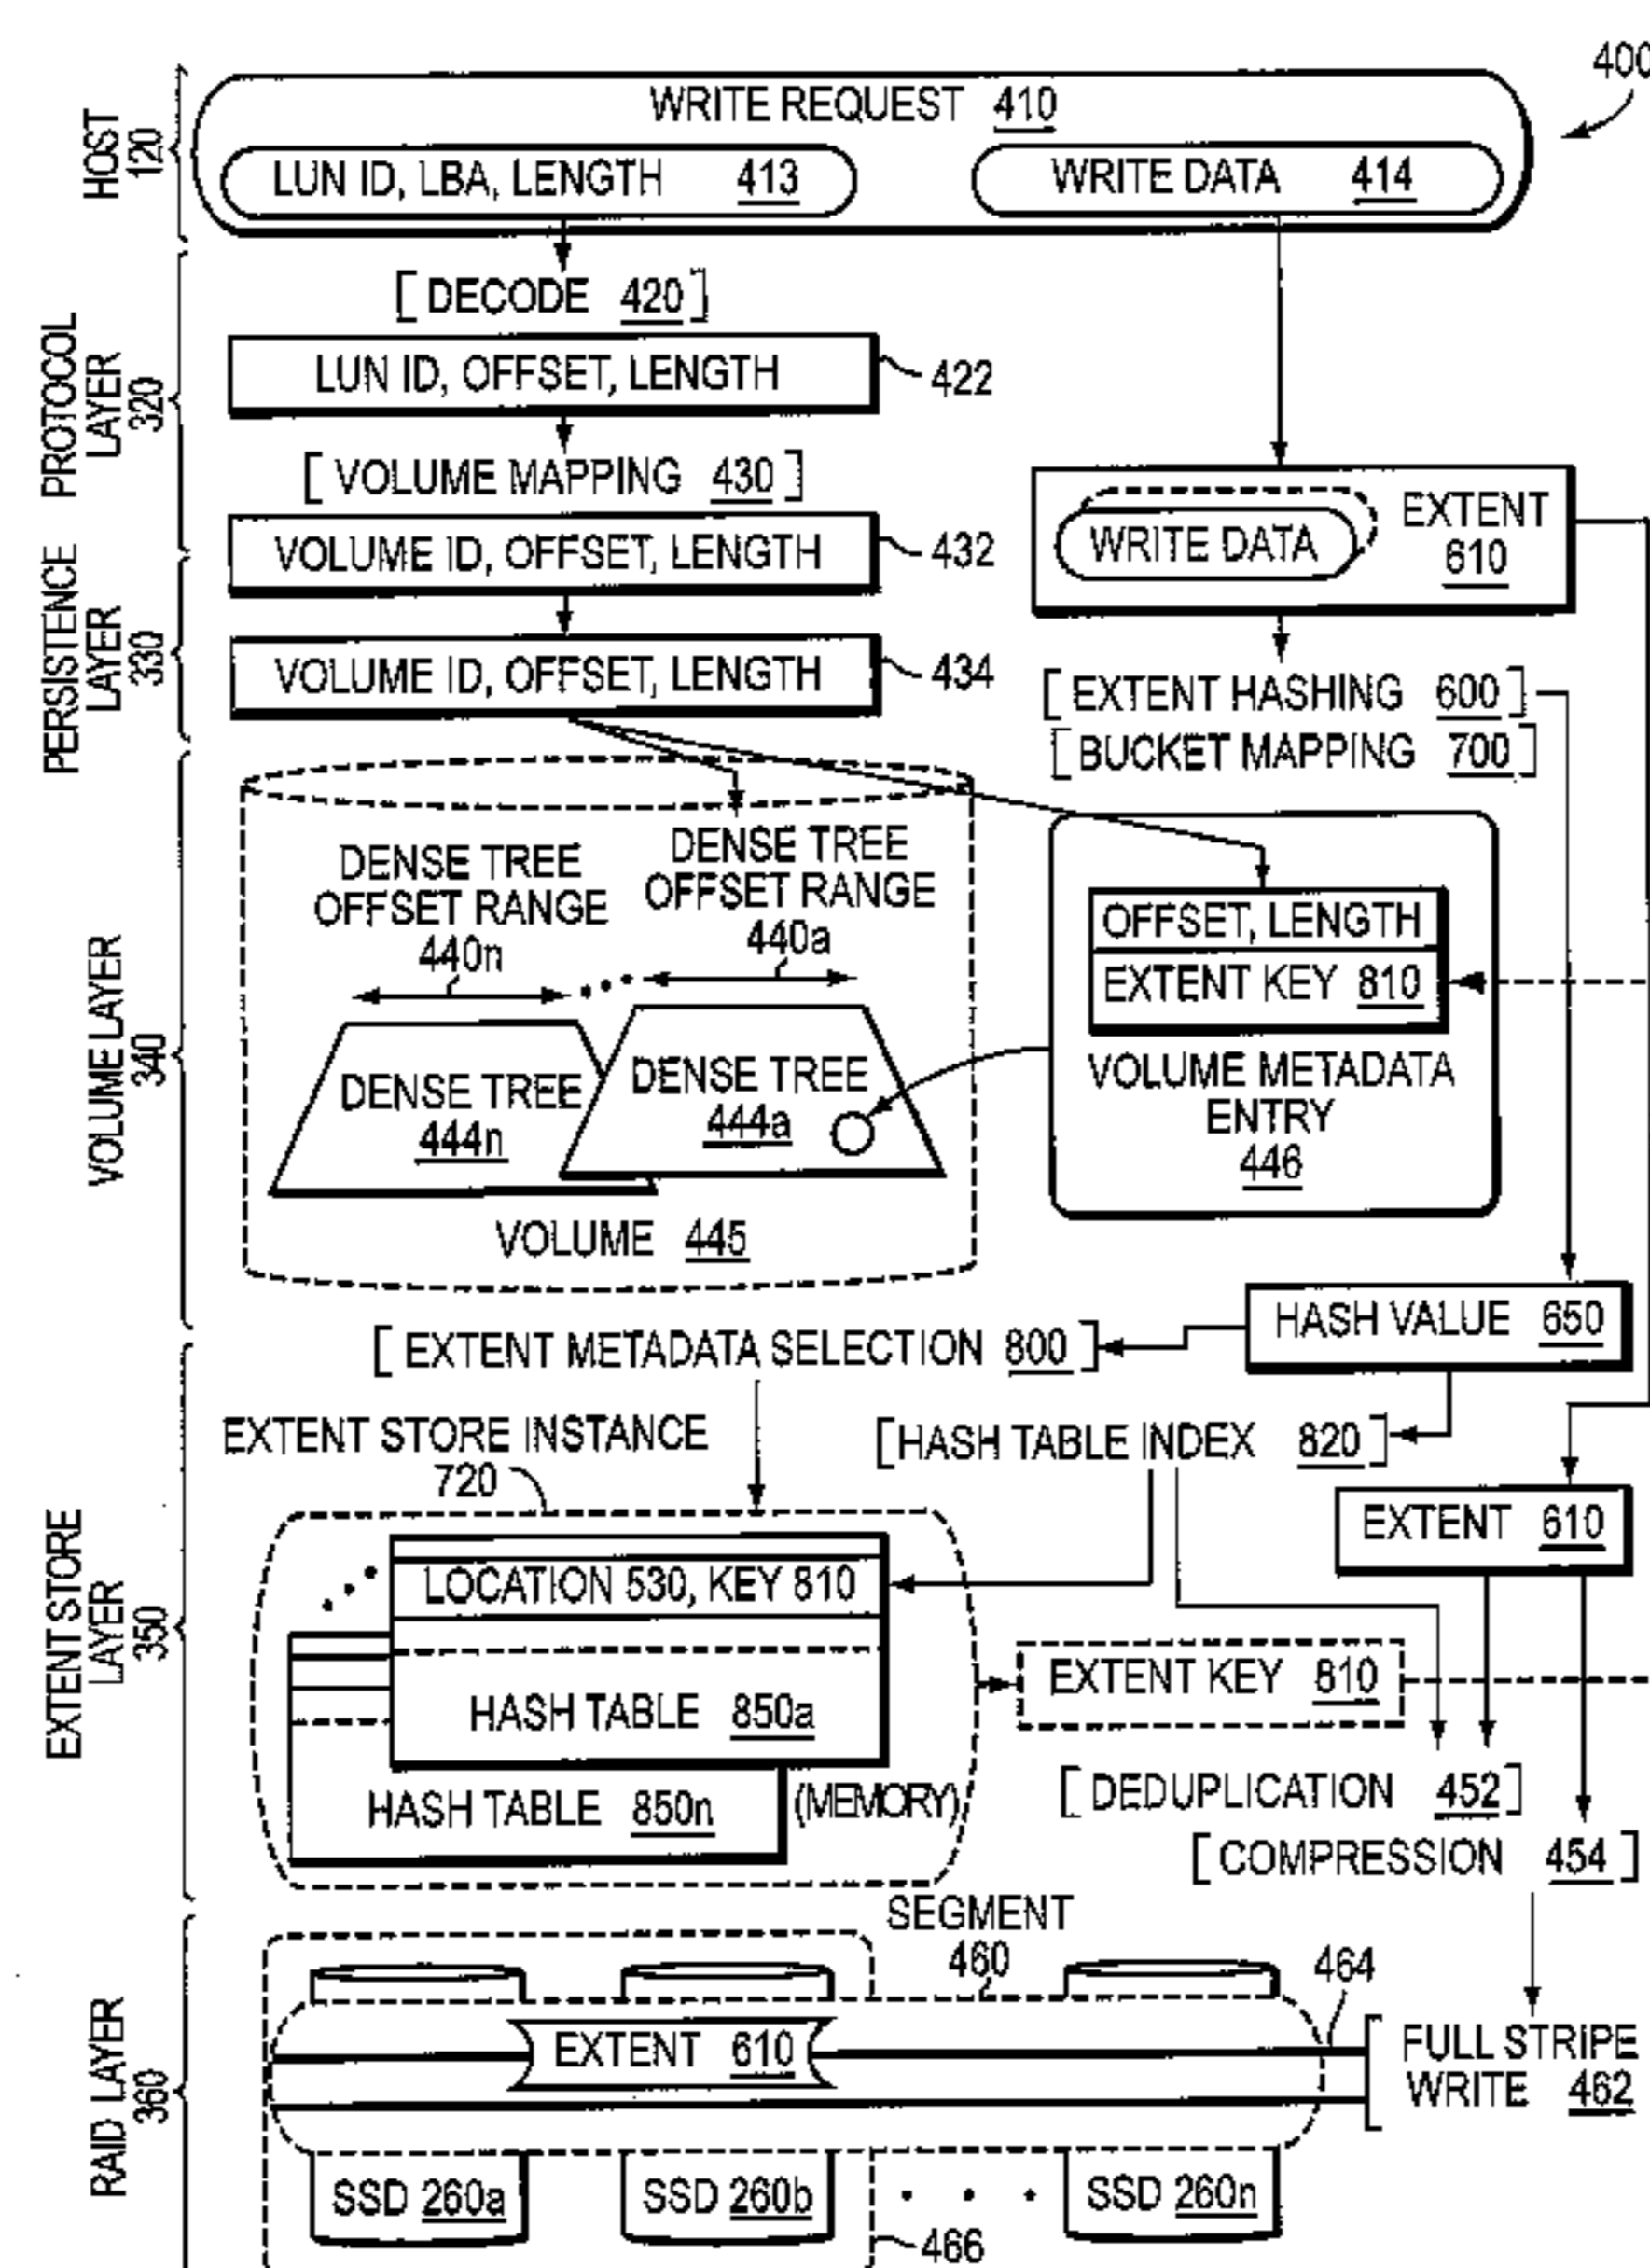 400
HOST
120
WRITE REQUEST 410
LUN ID, LBA, LENGTH 413
WRITE DATA 414
PROTOCOL
LAYER
320
[DECODE 420]
LUN ID, OFFSET, LENGTH
422
[VOLUME MAPPING 430]
VOLUME ID, OFFSET, LENGTH
432
WRITE DATA
EXTENT
610
PERSISTENCE
LAYER
330
VOLUME ID, OFFSET, LENGTH
434
[EXTENT HASHING 600]
[BUCKET MAPPING 700]
VOLUME LAYER
340
DENSE TREE
OFFSET RANGE
440n
DENSE TREE
OFFSET RANGE
440a
DENSE TREE
444n
DENSE TREE
444a
VOLUME 445
OFFSET, LENGTH
EXTENT KEY 810
VOLUME METADATA
ENTRY
446
HASH VALUE 650
[EXTENT METADATA SELECTION 800]
[HASH TABLE INDEX 820]
EXTENT STORE
LAYER
350
EXTENT STORE INSTANCE
720
EXTENT 610
LOCATION 530, KEY 810
HASH TABLE 850a
HASH TABLE 850n
(MEMORY)
EXTENT KEY 810
[DEDUPLICATION 452]
[COMPRESSION 454]
RAID LAYER
360
SEGMENT
460
464
EXTENT 610
FULL STRIPE
WRITE 462
SSD 260a
SSD 260b
SSD 260n
466